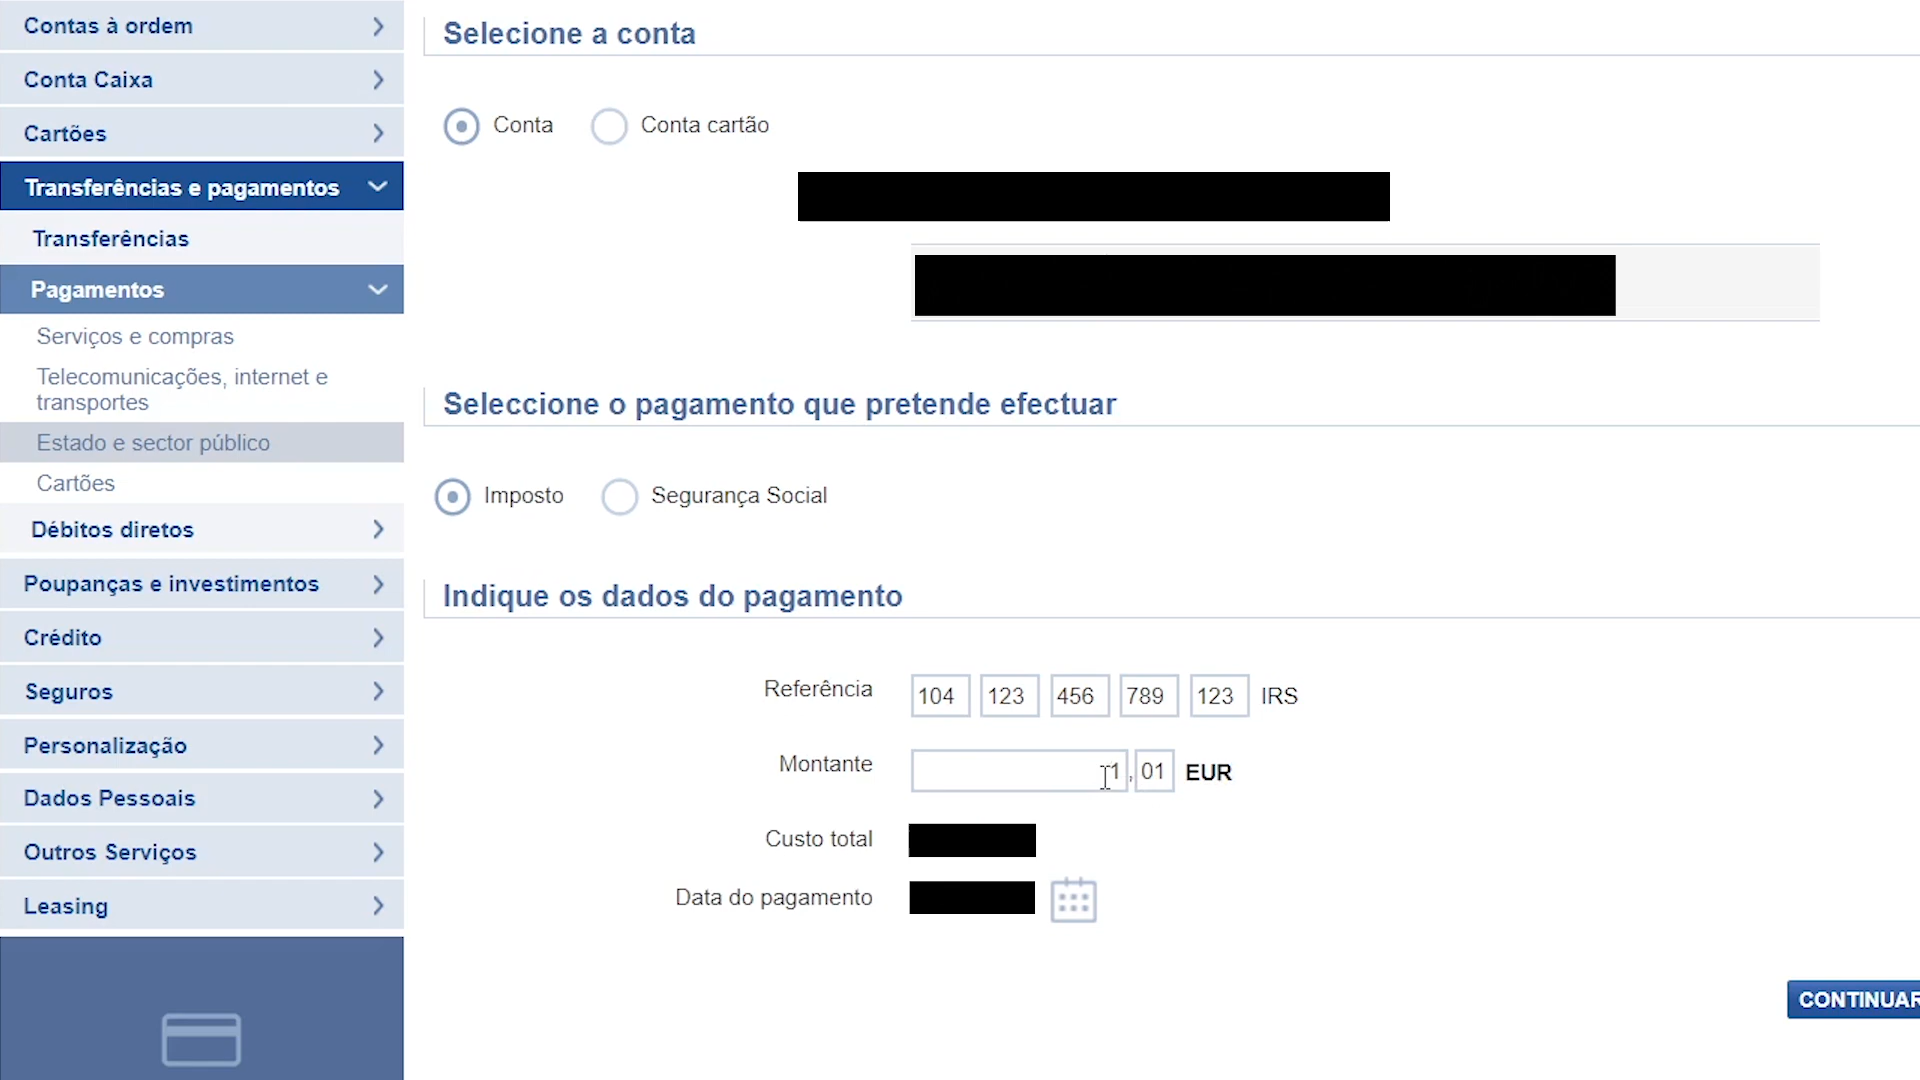 Contas à ordem
Conta Caixa
Cartões
Transferências e pagamentos
Transferências
Pagamentos
Serviços e compras
Telecomunicações, internet e
transportes
Estado e sector público
Cartões
Débitos diretos
Poupanças e investimentos
Crédito
Seguros
Personalização
Dados Pessoais
Outros Serviços
Leasing
Selecione a conta
Conta Conta cartão
Seleccione o pagamento que pretende efectuar
Imposto Segurança Social
Indique os dados do pagamento
Referência 104 123 456 789 123 IRS
Montante 1 , 01 EUR
Custo total
Data do pagamento
CONTINUAR